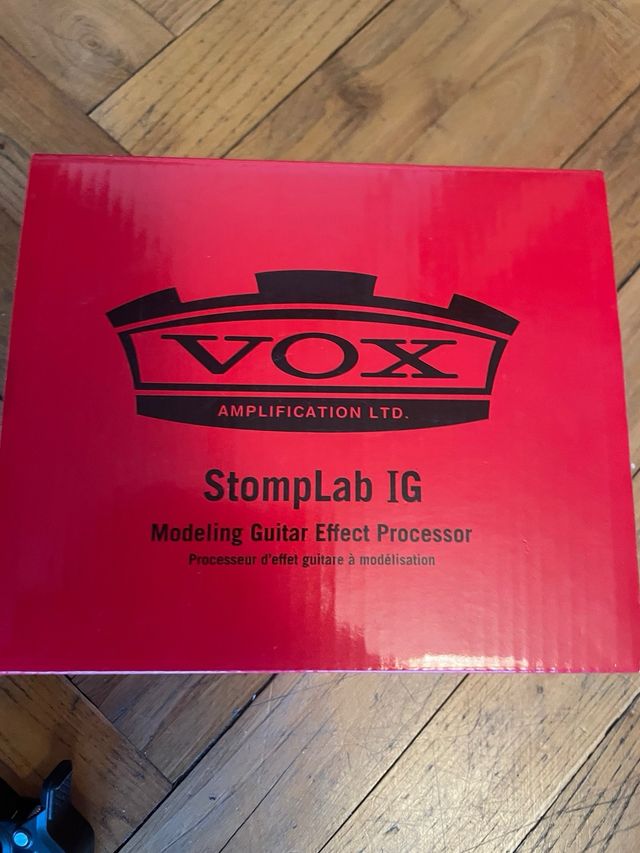 VOX
AMPLIFICATION LTD.
StompLab IG
Modeling Guitar Effect Processor
Processeur d'effet guitare à modélisation